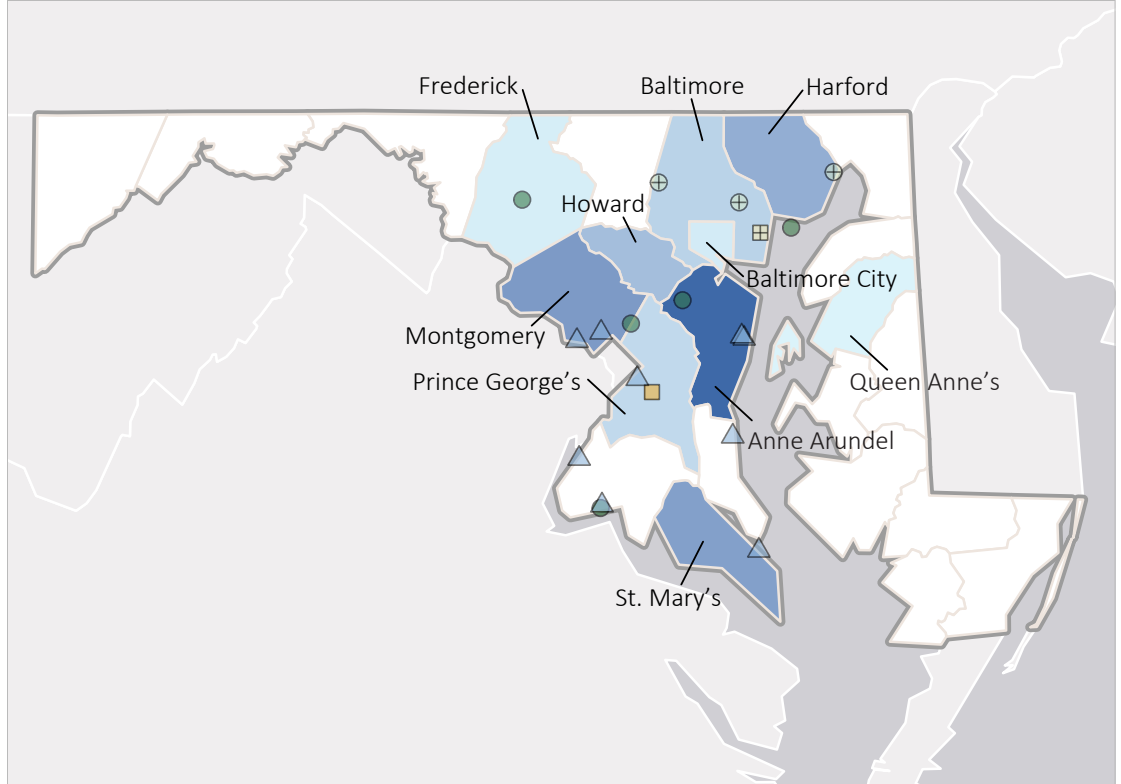 Frederick
Baltimore
Harford
Howard
Baltimore City
Montgomery
Prince George’s
Queen Anne’s
Anne Arundel
St. Mary’s